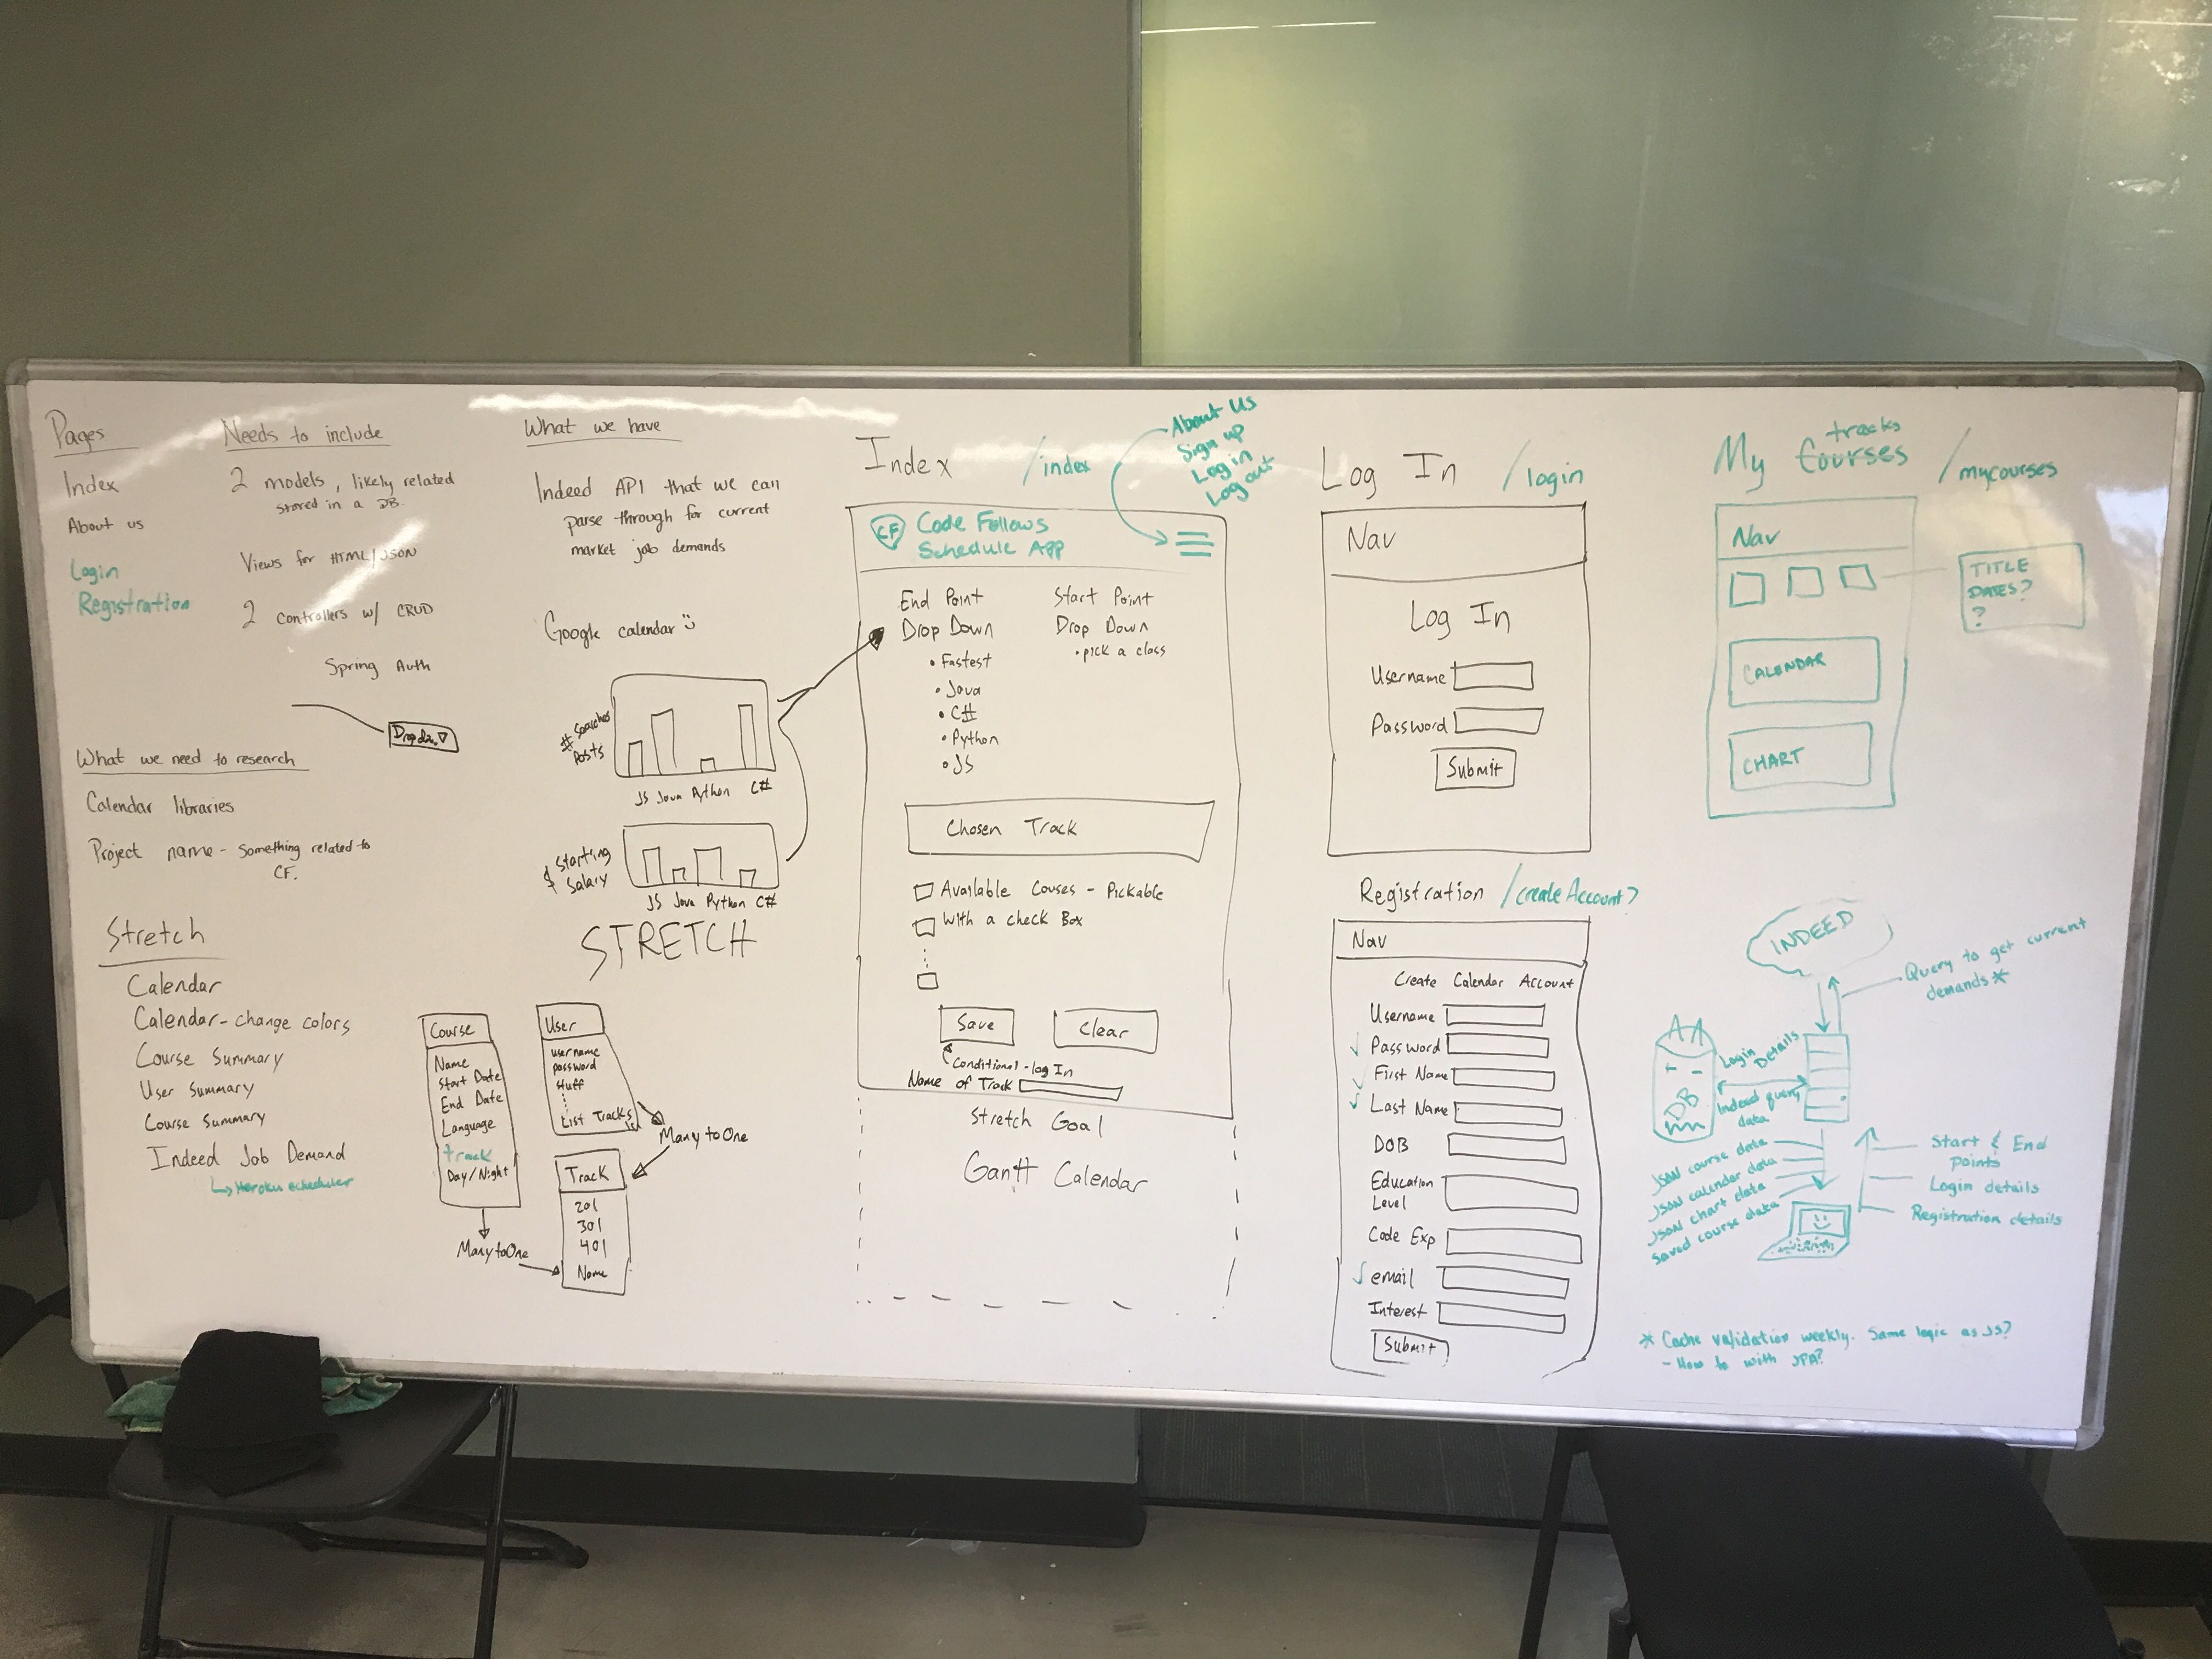 Pages
Index
About us
Login
Registration
Needs to include
2 models, likely related
stored in a DB.
Views for HTML/JSON
2 controllers w/ CRUD
Spring Auth
What we need to research
Calendar libraries
Project name - Something related to
CF.
Stretch
Calendar
Calendar - change colors
Course Summary
User Summary
Course Summary
Indeed Job Demand
Heroku scheduler
What we have
Indeed API that we can
parse through for current
market job demands
Google calendar
# Searches
Posts
JS Java Python C#
$ Starting
Salary
JS Java Python C#
STRETCH
Course
Name
Start Date
End Date
Language
track
Day/Night
Many to One
User
username
password
stuff
List Tracks
Many to One
Track
201
301
401
Name
Index /index
About Us
Sign up
Log in
Log out
CF Code Follows
Schedule App
End Point
Drop Down
• Fastest
• Java
• C#
• Python
• JS
Start Point
Drop Down
• pick a class
Chosen Track
Available Couses - Pickable
With a check Box
Save
Clear
Conditional - log In
Name of Track
Stretch Goal
Gantt Calendar
Log In /login
Nav
Log In
Username
Password
Submit
Registration /createAccount?
Nav
Create Calendar Account
Username
Password
First Name
Last Name
DOB
Education
Level
Code Exp
email
Interest
Submit
tracks
My Courses /mycourses
Nav
TITLE
DATES?
?
CALENDAR
CHART
INDEED
Query to get current
demands *
DB
Login
Details
Indeed query
data
JSON course data
JSON calendar data
JSON chart data
Saved course data
Start & End
points
Login details
Registration details
* Cache validation weekly. Same logic as JS?
- How to with JPA?